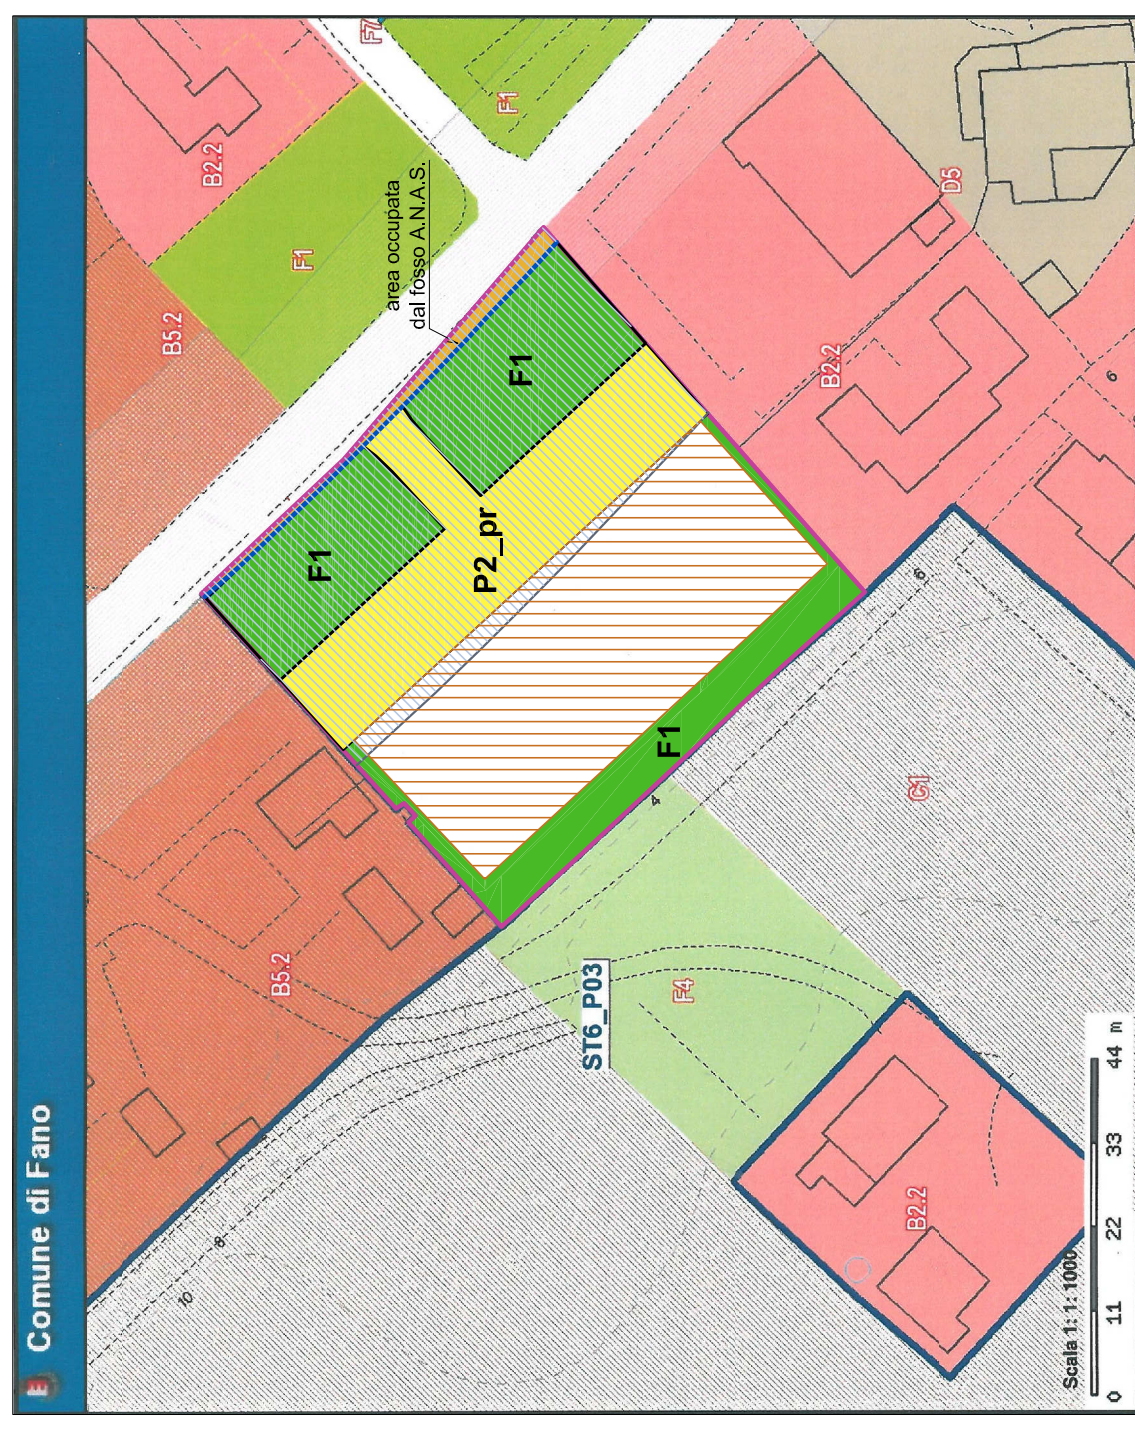 Comune di Fano
F7
F1
B2.2
F1
B5.2
area occupata
dal fosso A.N.A.S.
D5
F1
B2.2
6
F1
P2_pr
6
F1
4
C1
B5.2
F4
ST6_P03
8
10
B2.2
Scala 1: 1: 1000
0 11 22 33 44 m